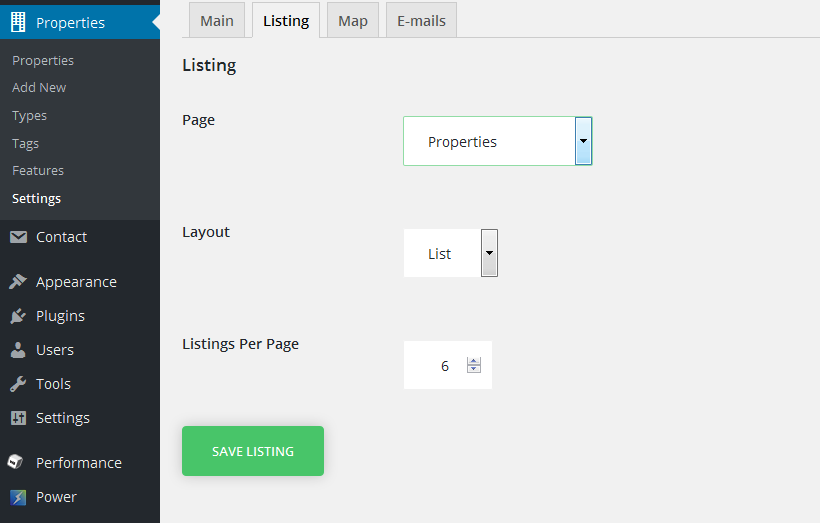 Properties
Properties
Add New
Types
Tags
Features
Settings
Contact
Appearance
Plugins
Users
Tools
Settings
Performance
Power
Main Listing Map E-mails
Listing
Page Properties
Layout List
Listings Per Page 6
SAVE LISTING